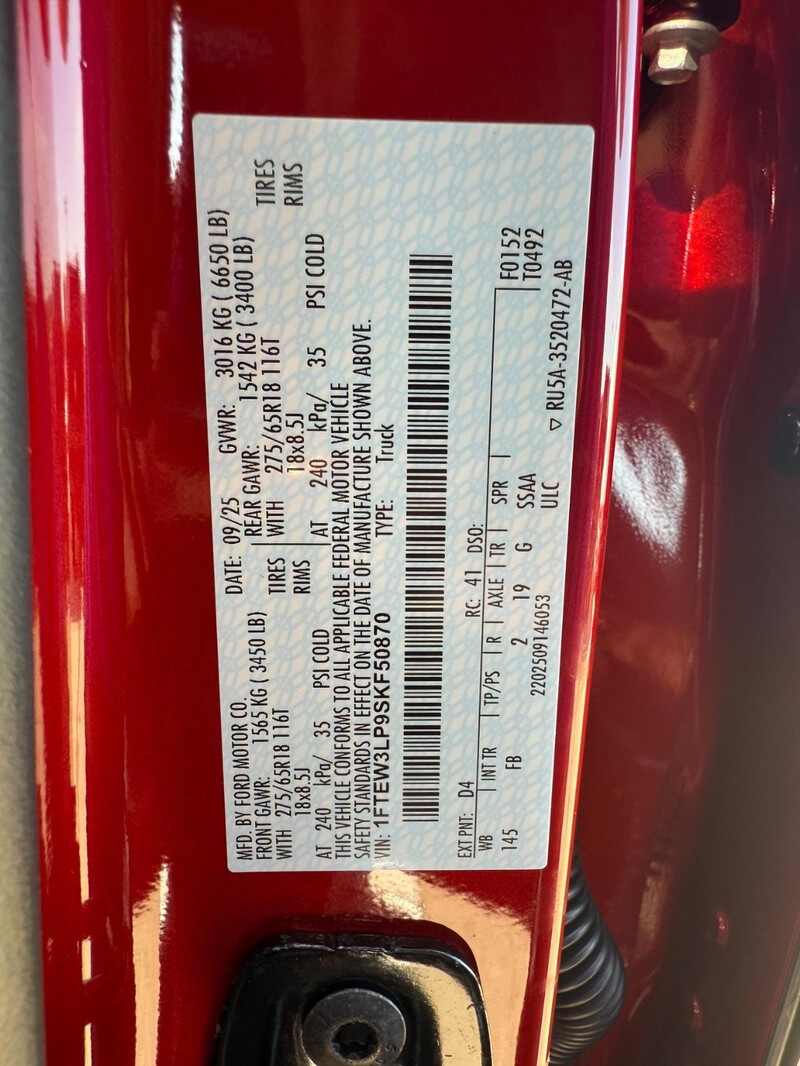 MFD. BY FORD MOTOR CO.
DATE: 09/25 GVWR: 3016 KG ( 6650 LB)
FRONT GAWR: 1565 KG ( 3450 LB)
REAR GAWR: 1542 KG ( 3400 LB)
WITH 275/65R18 116T TIRES
WITH 275/65R18 116T TIRES
18x8.5J RIMS
18x8.5J RIMS
AT 240 kPa/ 35 PSI COLD
AT 240 kPa/ 35 PSI COLD
THIS VEHICLE CONFORMS TO ALL APPLICABLE FEDERAL MOTOR VEHICLE
SAFETY STANDARDS IN EFFECT ON THE DATE OF MANUFACTURE SHOWN ABOVE.
VIN: 1FTEW3LP9SKF50870 TYPE: Truck
F0152
T0492
EXT PNT: D4 RC: 41 DSO:
WB INT TR TP/PS R AXLE TR SPR
145 FB 2 19 G SSAA
2202509146053 ULC
▽ RU5A-3520472-AB